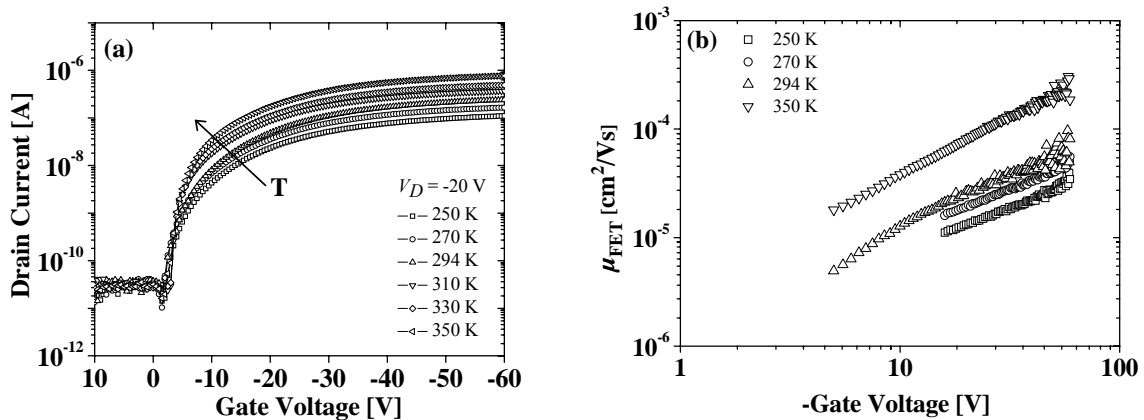 (a)
Drain Current [A]
10⁻⁶
10⁻⁸
10⁻¹⁰
10⁻¹²
T
V_D = -20 V
250 K
270 K
294 K
310 K
330 K
350 K
10 0 -10 -20 -30 -40 -50 -60
Gate Voltage [V]
(b)
μ_FET [cm²/Vs]
10⁻³
10⁻⁴
10⁻⁵
10⁻⁶
250 K
270 K
294 K
350 K
1 10 100
-Gate Voltage [V]